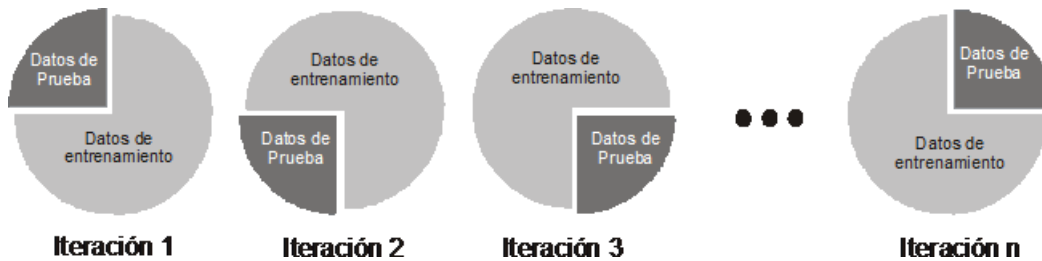 Datos de
Prueba
Datos de
entrenamiento
Iteración 1
Datos de
entrenamiento
Datos de
Prueba
Iteración 2
Datos de
entrenamiento
Datos de
Prueba
Iteración 3
Datos de
Prueba
Datos de
entrenamiento
Iteración n